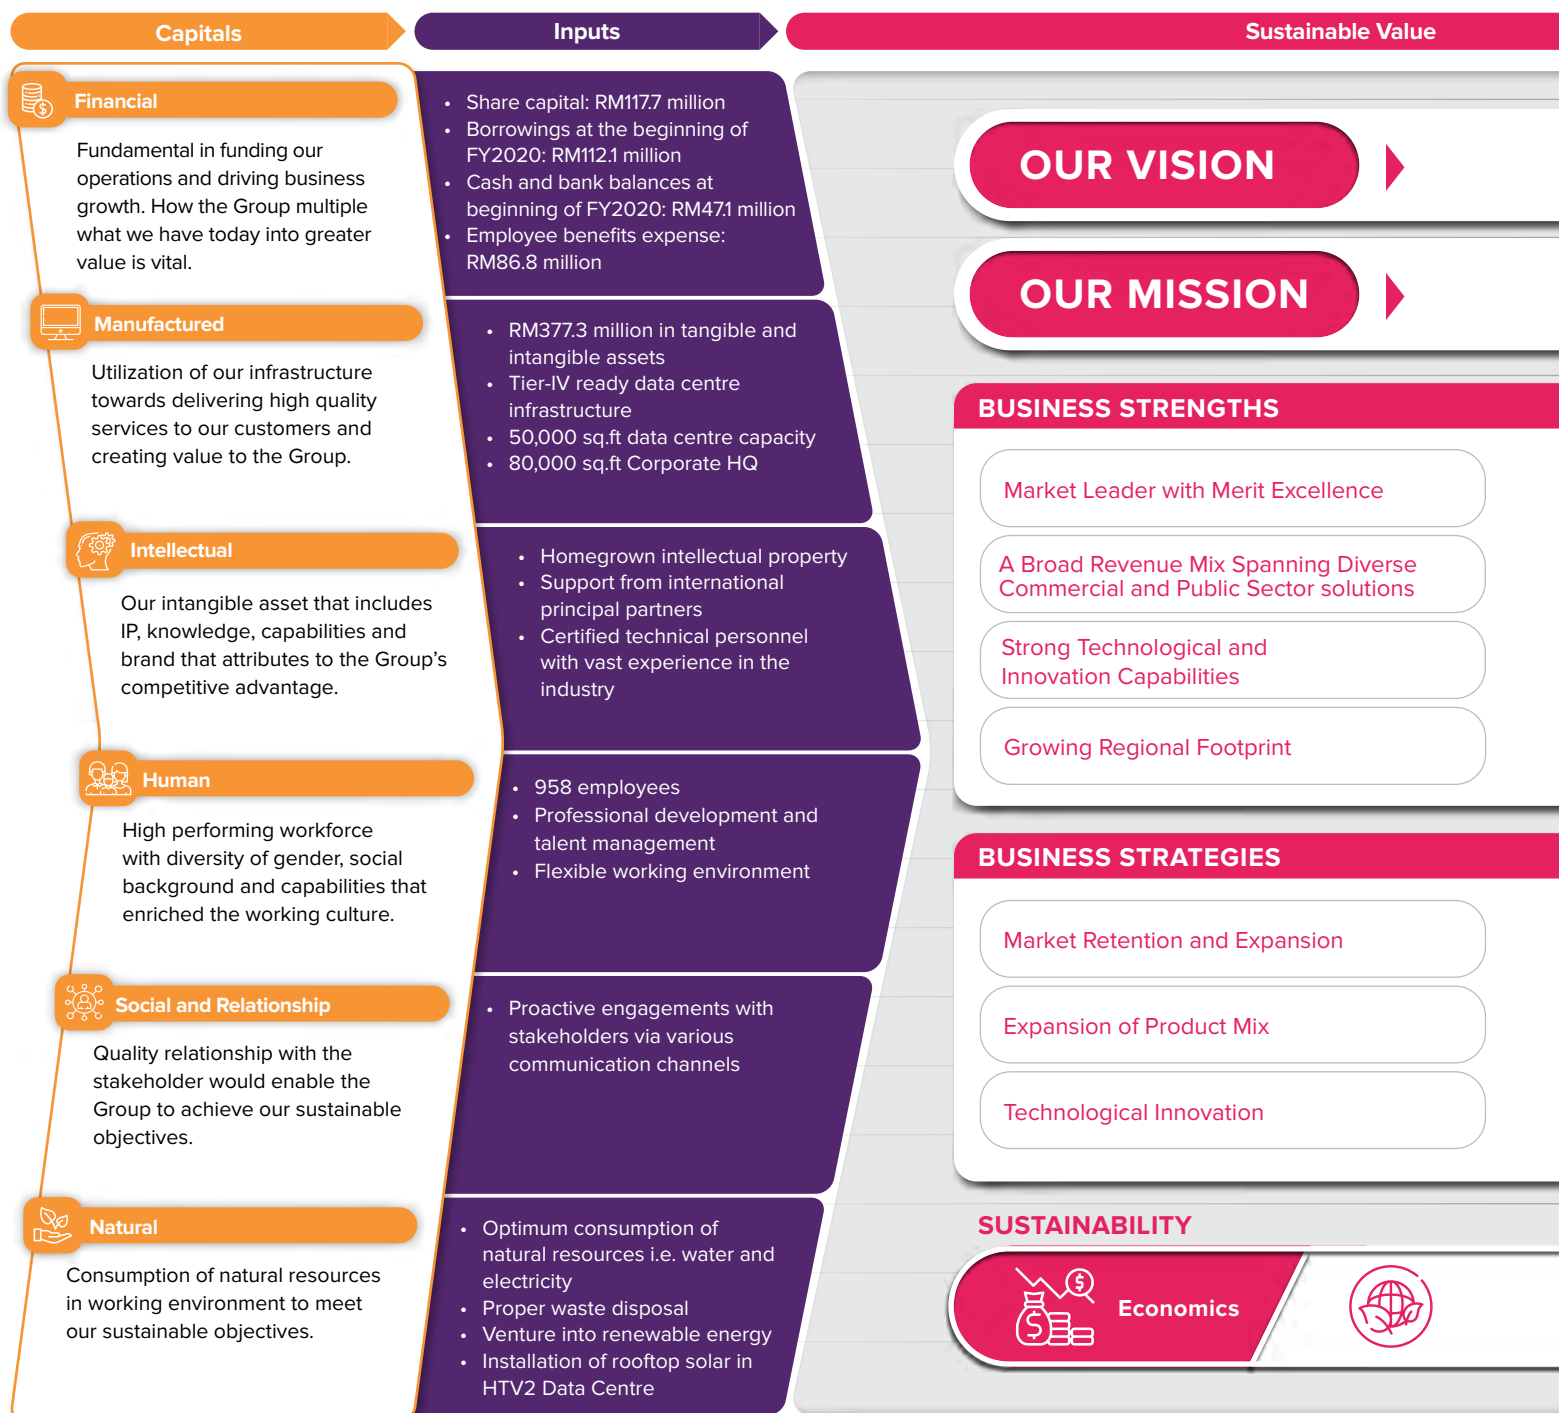 Capitals
Inputs
Sustainable Value
Financial
Fundamental in funding our
operations and driving business
growth. How the Group multiple
what we have today into greater
value is vital.
• Share capital: RM117.7 million
• Borrowings at the beginning of
FY2020: RM112.1 million
• Cash and bank balances at
beginning of FY2020: RM47.1 million
• Employee benefits expense:
RM86.8 million
Manufactured
Utilization of our infrastructure
towards delivering high quality
services to our customers and
creating value to the Group.
• RM377.3 million in tangible and
intangible assets
• Tier-IV ready data centre
infrastructure
• 50,000 sq.ft data centre capacity
• 80,000 sq.ft Corporate HQ
Intellectual
Our intangible asset that includes
IP, knowledge, capabilities and
brand that attributes to the Group’s
competitive advantage.
• Homegrown intellectual property
• Support from international
principal partners
• Certified technical personnel
with vast experience in the
industry
Human
High performing workforce
with diversity of gender, social
background and capabilities that
enriched the working culture.
• 958 employees
• Professional development and
talent management
• Flexible working environment
Social and Relationship
Quality relationship with the
stakeholder would enable the
Group to achieve our sustainable
objectives.
• Proactive engagements with
stakeholders via various
communication channels
Natural
Consumption of natural resources
in working environment to meet
our sustainable objectives.
• Optimum consumption of
natural resources i.e. water and
electricity
• Proper waste disposal
• Venture into renewable energy
• Installation of rooftop solar in
HTV2 Data Centre
OUR VISION
OUR MISSION
BUSINESS STRENGTHS
Market Leader with Merit Excellence
A Broad Revenue Mix Spanning Diverse
Commercial and Public Sector solutions
Strong Technological and
Innovation Capabilities
Growing Regional Footprint
BUSINESS STRATEGIES
Market Retention and Expansion
Expansion of Product Mix
Technological Innovation
SUSTAINABILITY
Economics